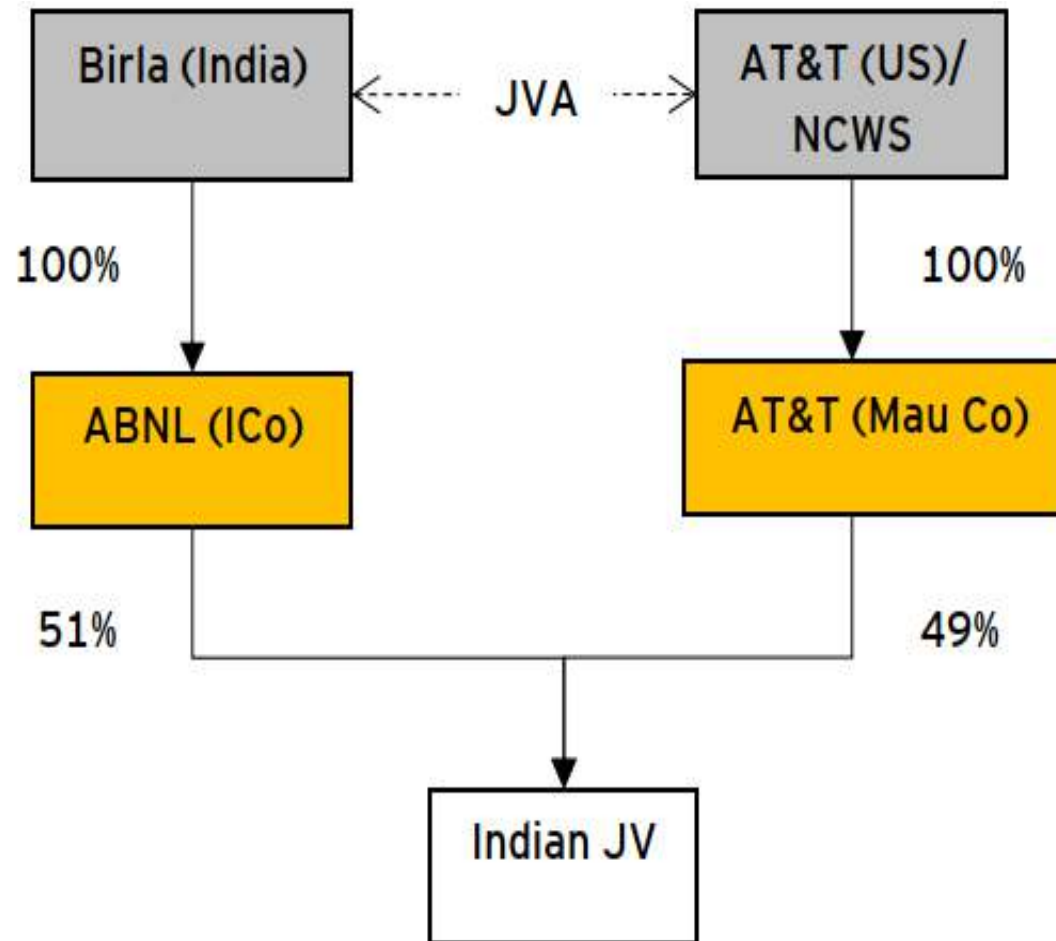 Birla (India)
JVA
AT&T (US)/
NCWS
100%
100%
ABNL (ICo)
AT&T (Mau Co)
51%
49%
Indian JV